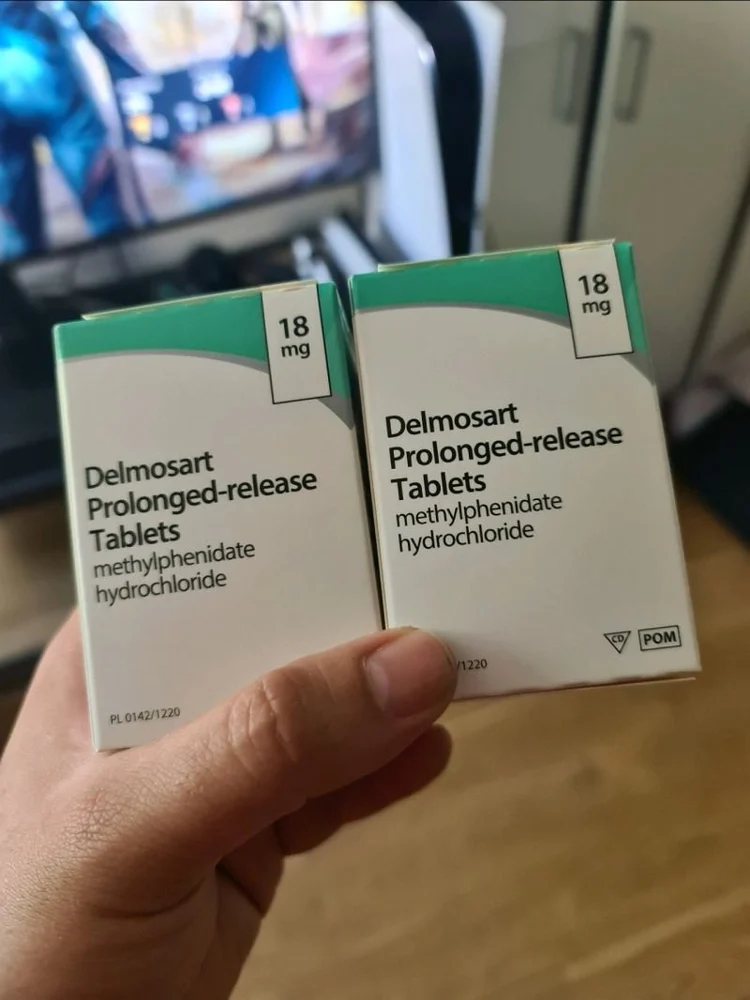 18
mg
Delmosart
Prolonged-release
Tablets
methylphenidate
hydrochloride
PL 0142/1220
18
mg
Delmosart
Prolonged-release
Tablets
methylphenidate
hydrochloride
/1220
CD
POM